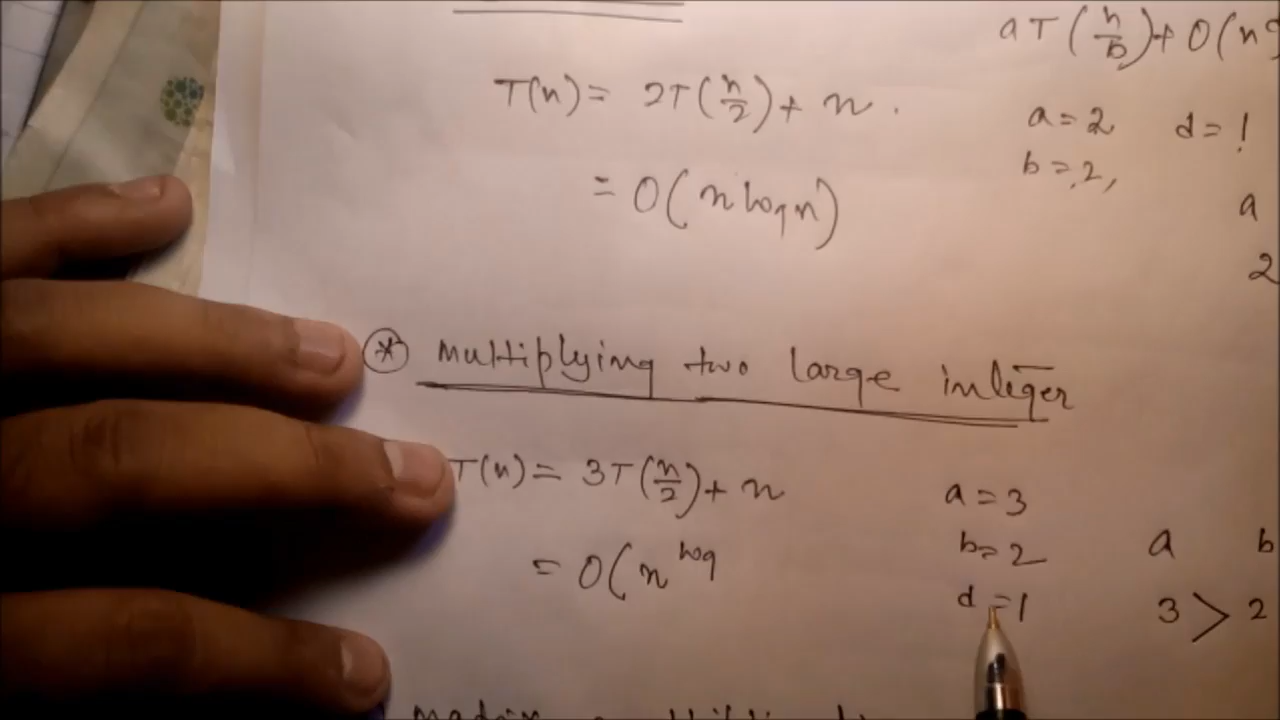 aT(n/b) + O(n
T(n) = 2T(n/2) + n.
a = 2 d = 1
b = 2,
= O(n log n)
a
2
* Multiplying two large integer
T(n) = 3T(n/2) + n
a = 3
= O(n^log
b = 2 a b
d = 1 3 > 2